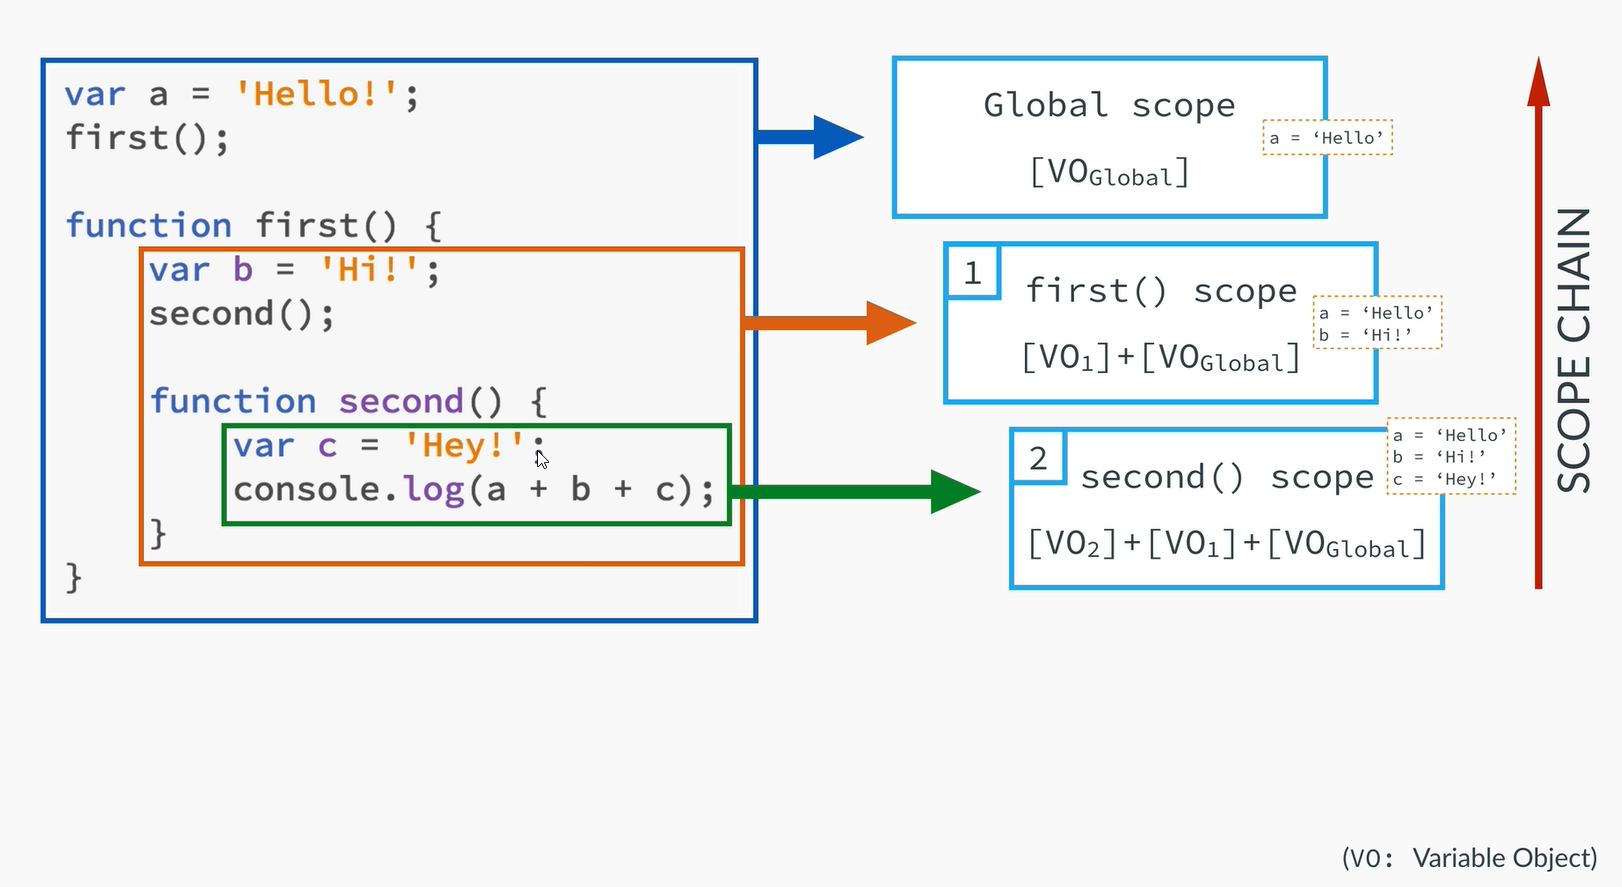 var a = 'Hello!';
first();
function first() {
var b = 'Hi!';
second();
function second() {
var c = 'Hey!';
console.log(a + b + c);
}
}
Global scope
[VOGlobal]
a = ‘Hello’
1
first() scope
[VO1]+[VOGlobal]
a = ‘Hello’
b = ‘Hi!’
2
second() scope
[VO2]+[VO1]+[VOGlobal]
a = ‘Hello’
b = ‘Hi!’
c = ‘Hey!’
SCOPE CHAIN
(VO: Variable Object)